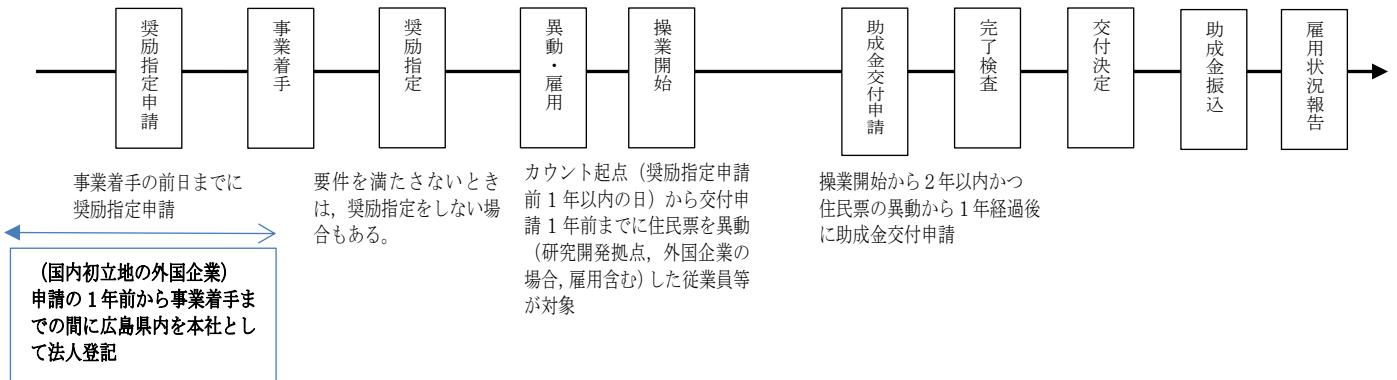 奨励指定申請
事業着手
奨励指定
異動・雇用
操業開始
助成金交付申請
完了検査
交付決定
助成金振込
雇用状況報告
事業着手の前日までに
奨励指定申請
要件を満たさないとき
は，奨励指定をしない場
合もある。
カウント起点（奨励指定申請
前１年以内の日）から交付申
請１年前までに住民票を異動
（研究開発拠点，外国企業の
場合，雇用含む）した従業員等
が対象
操業開始から２年以内かつ
住民票の異動から１年経過後
に助成金交付申請
（国内初立地の外国企業）
申請の１年前から事業着手ま
での間に広島県内を本社とし
て法人登記